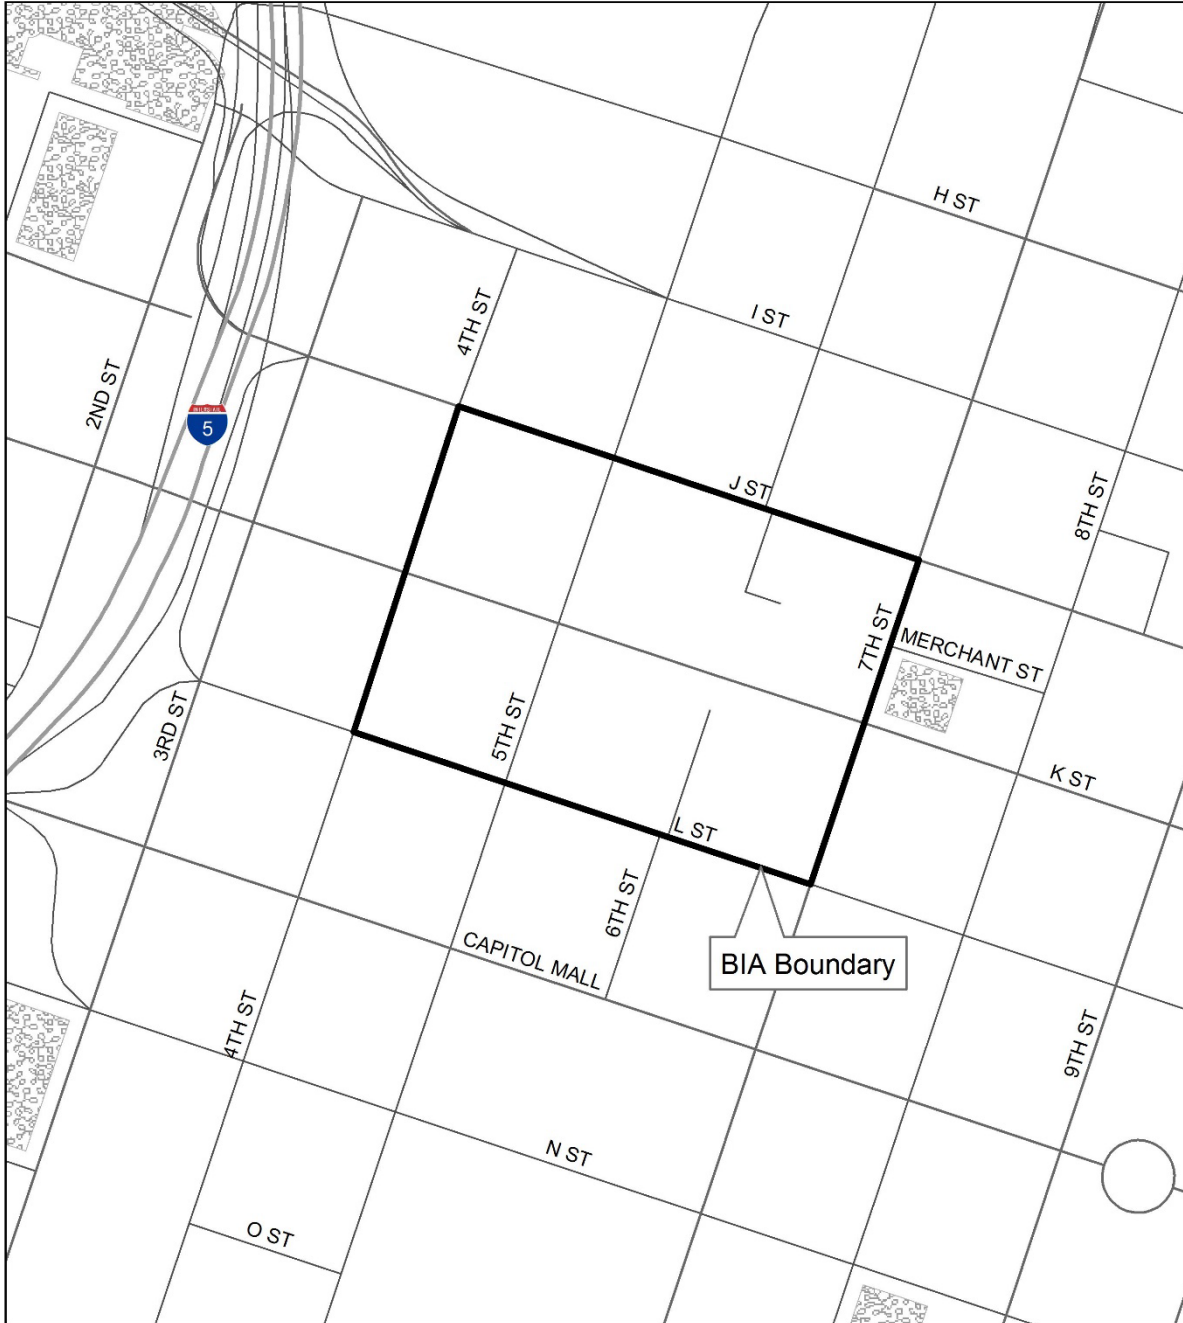 H ST
I ST
4TH ST
2ND ST
5
J ST
8TH ST
7TH ST
MERCHANT ST
3RD ST
5TH ST
K ST
L ST
6TH ST
CAPITOL MALL
BIA Boundary
4TH ST
9TH ST
N ST
O ST